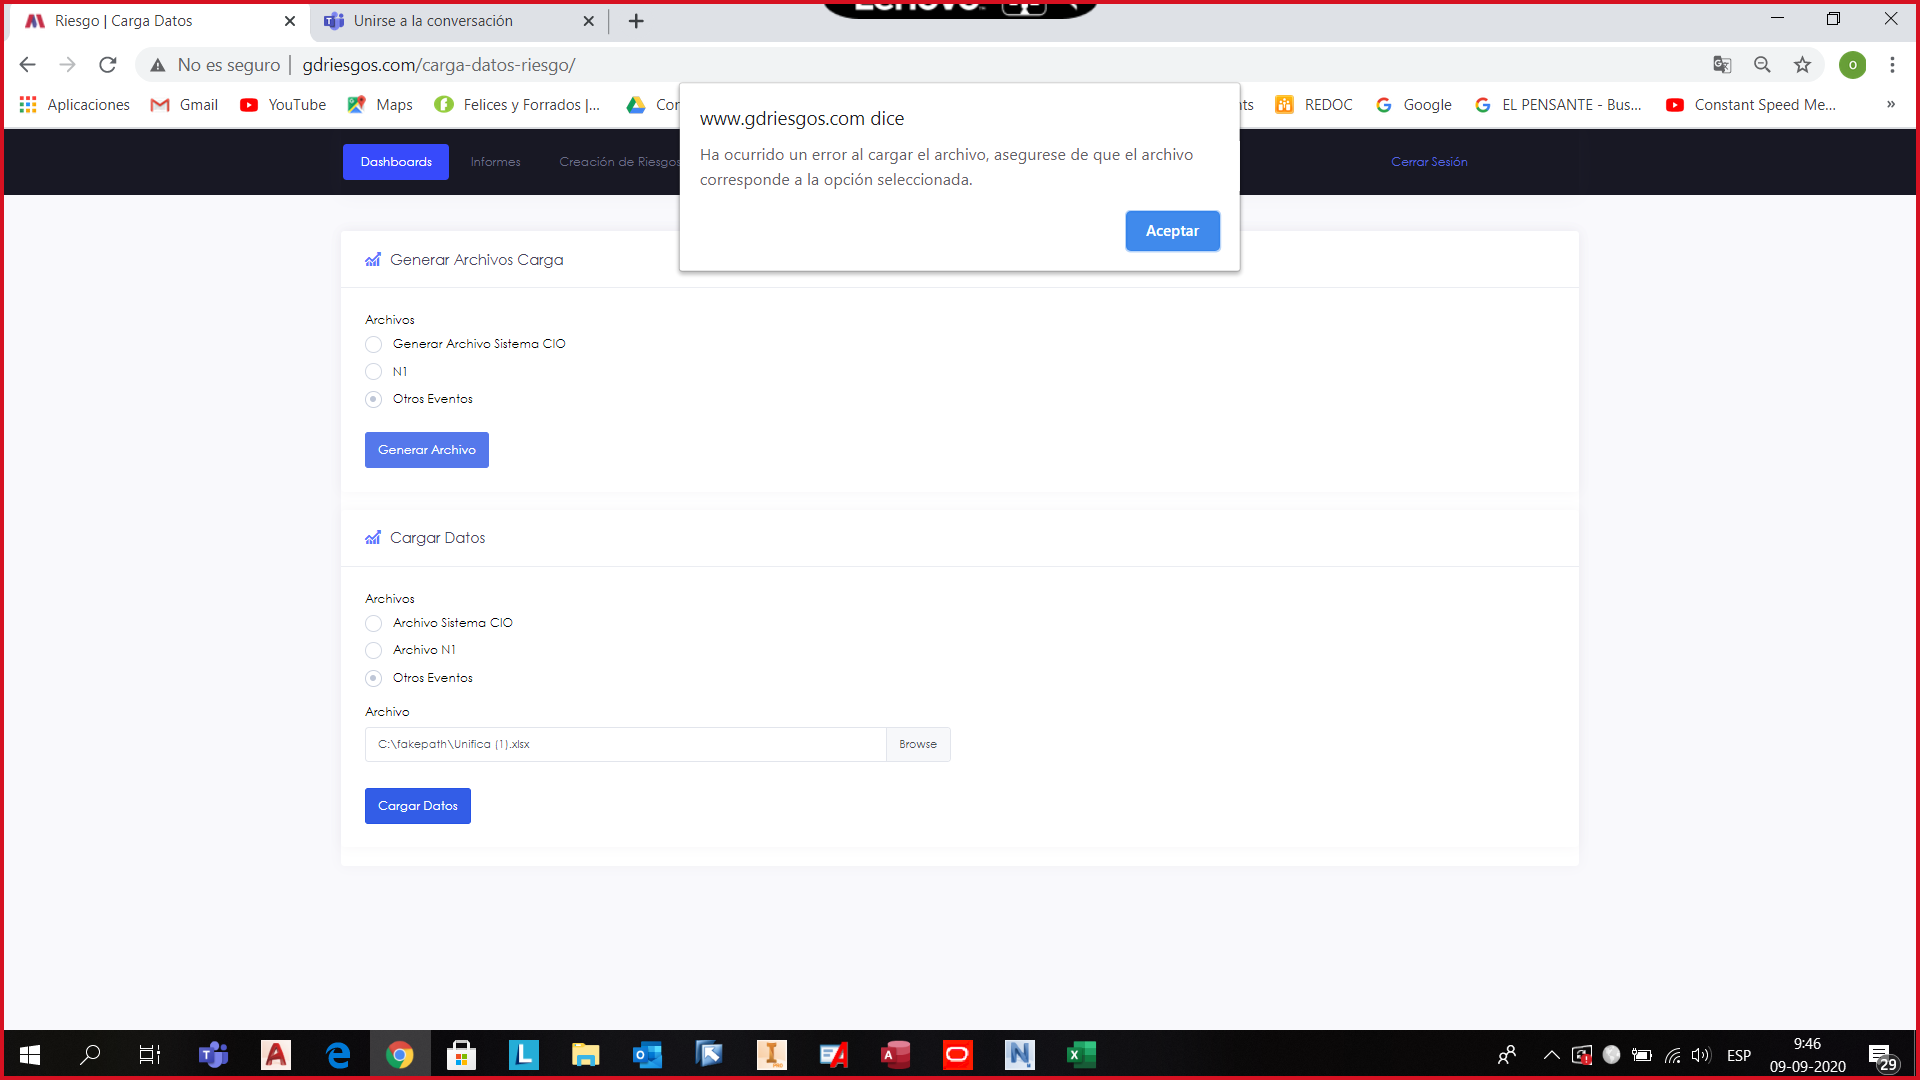 Riesgo | Carga Datos
Unirse a la conversación
Lenovo
No es seguro | gdriesgos.com/carga-datos-riesgo/
o
Aplicaciones
Gmail
YouTube
Maps
Felices y Forrados |...
REDOC
Google
EL PENSANTE - Bus...
Constant Speed Me...
»
www.gdriesgos.com dice
Ha ocurrido un error al cargar el archivo, asegurese de que el archivo
corresponde a la opción seleccionada.
Aceptar
Dashboards
Informes
Creación de Riesgos
Cerrar Sesión
Generar Archivos Carga
Archivos
Generar Archivo Sistema CIO
N1
Otros Eventos
Generar Archivo
Cargar Datos
Archivos
Archivo Sistema CIO
Archivo N1
Otros Eventos
Archivo
C:\fakepath\Unifica (1).xlsx
Browse
Cargar Datos
ESP
9:46
09-09-2020
29